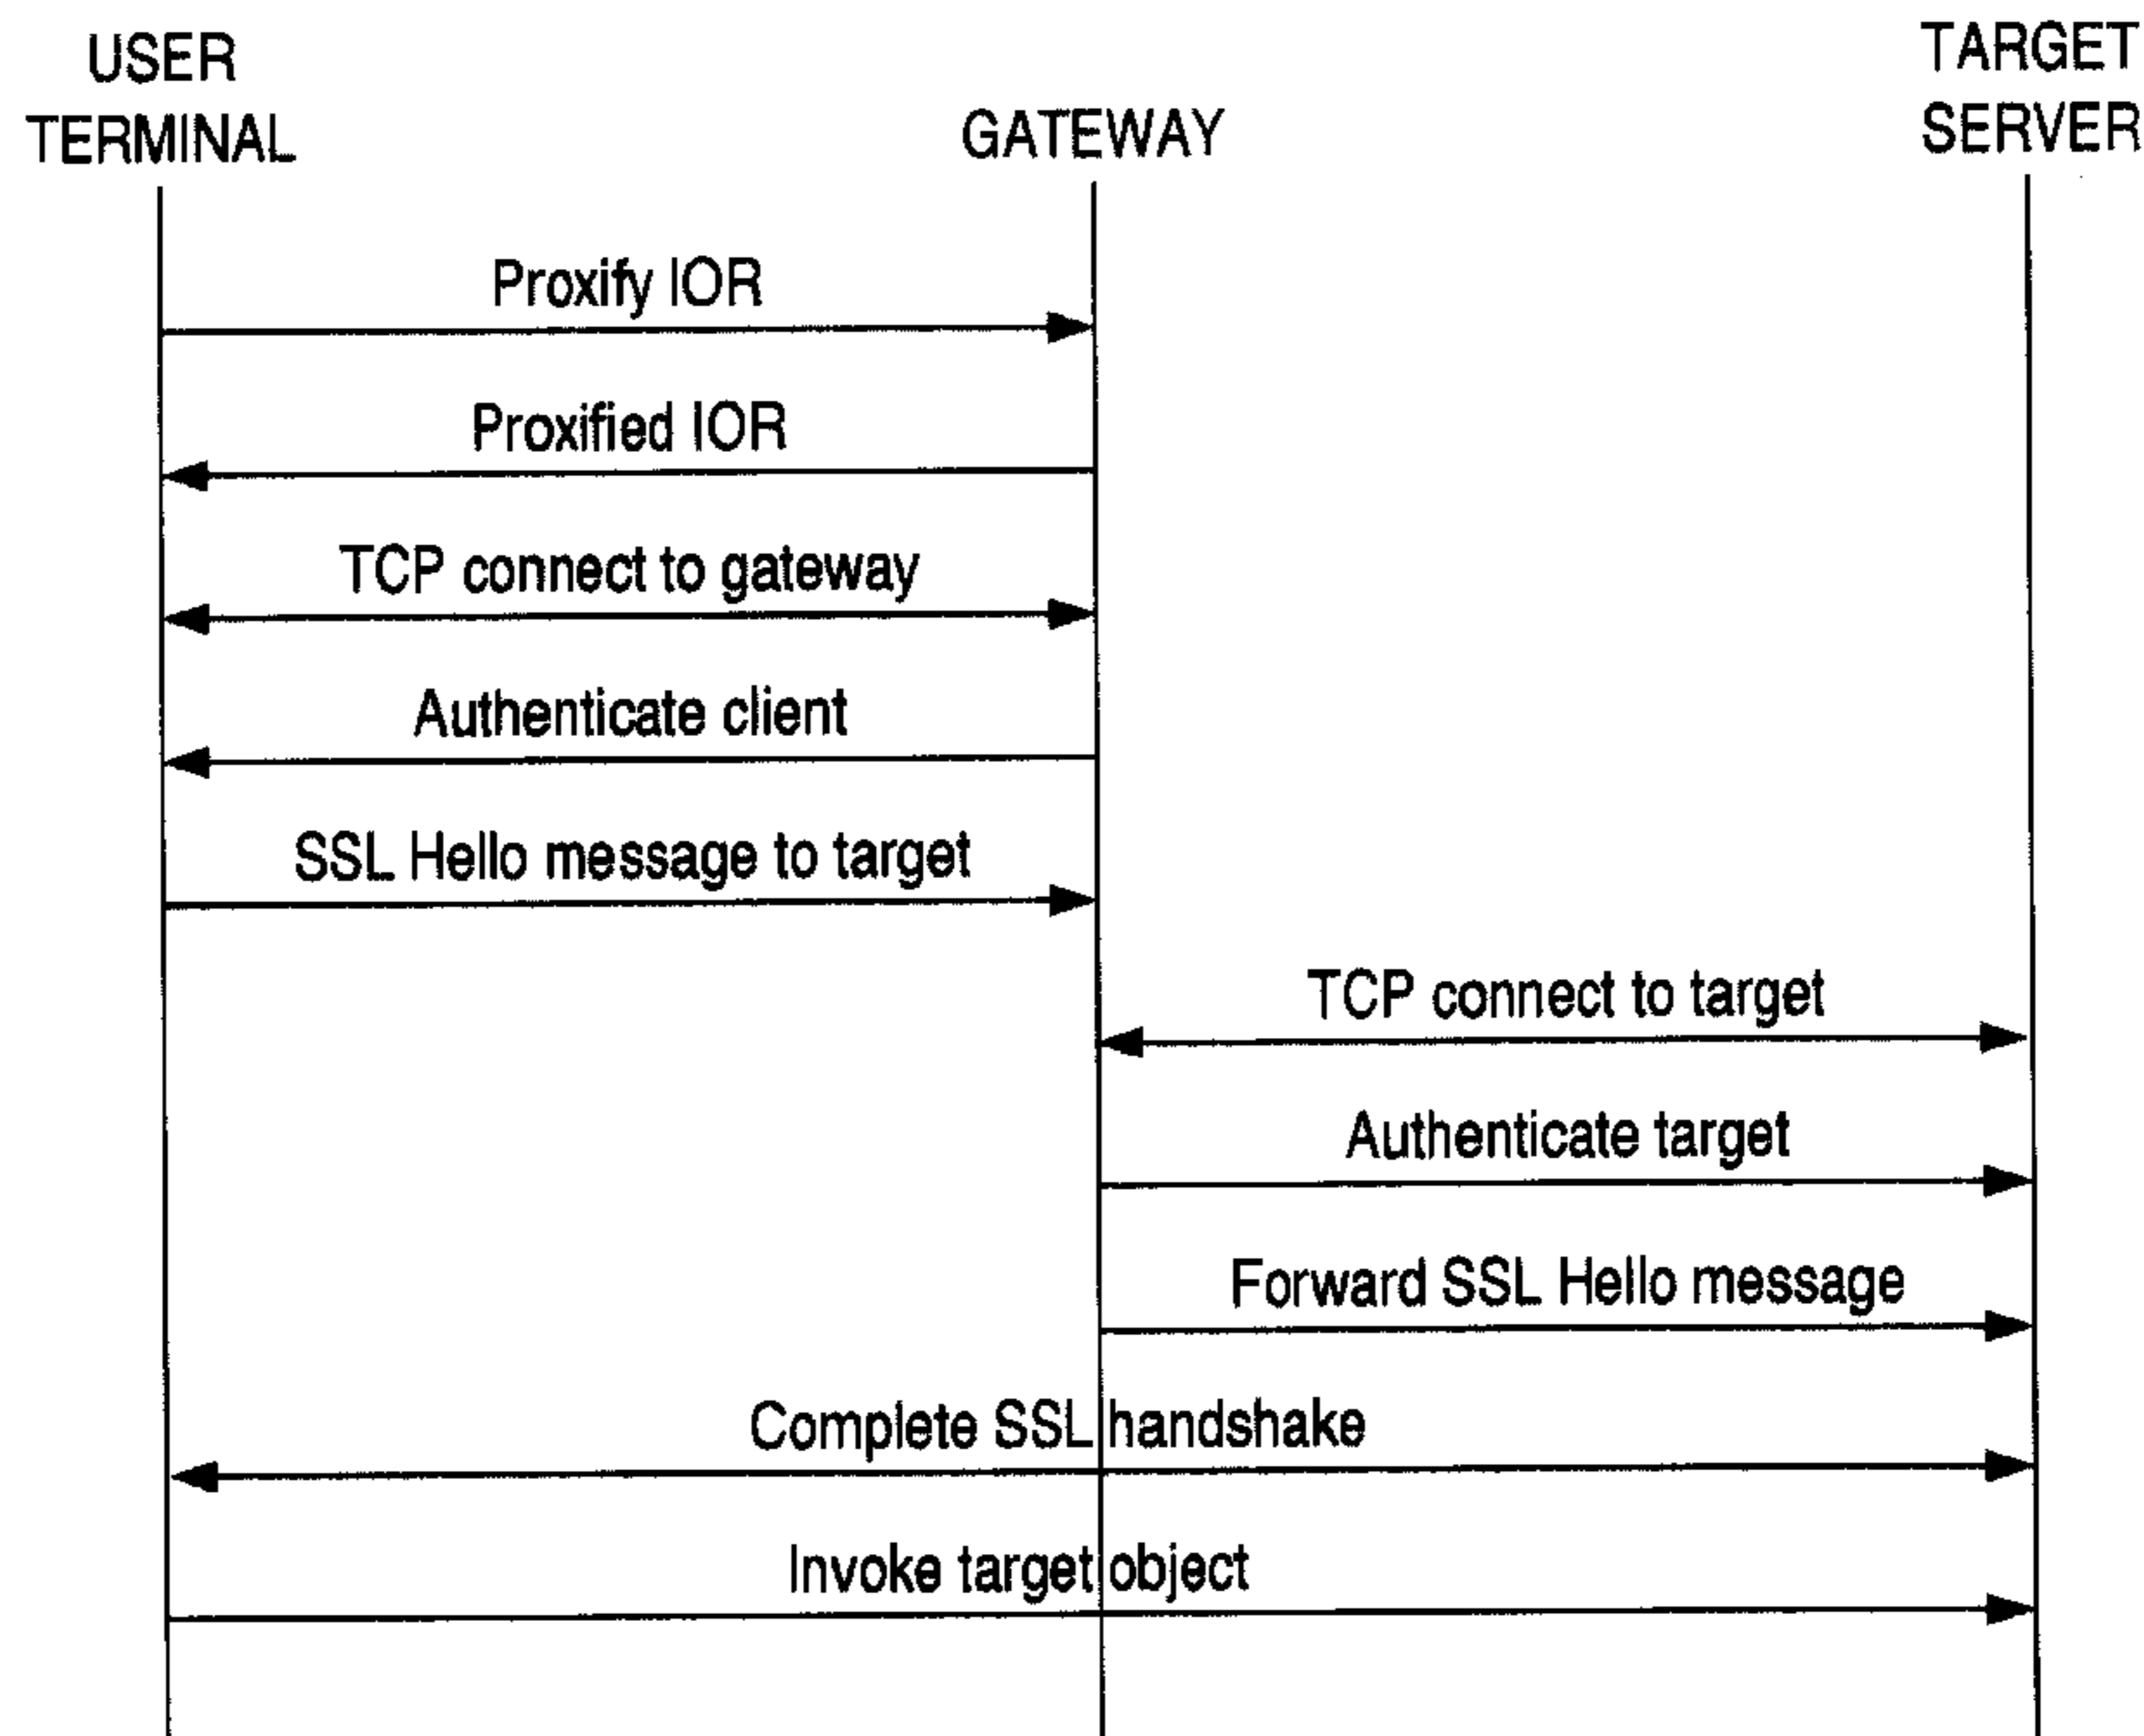 USER
TERMINAL
GATEWAY
TARGET
SERVER
Proxify IOR
Proxified IOR
TCP connect to gateway
Authenticate client
SSL Hello message to target
TCP connect to target
Authenticate target
Forward SSL Hello message
Complete SSL handshake
Invoke target object